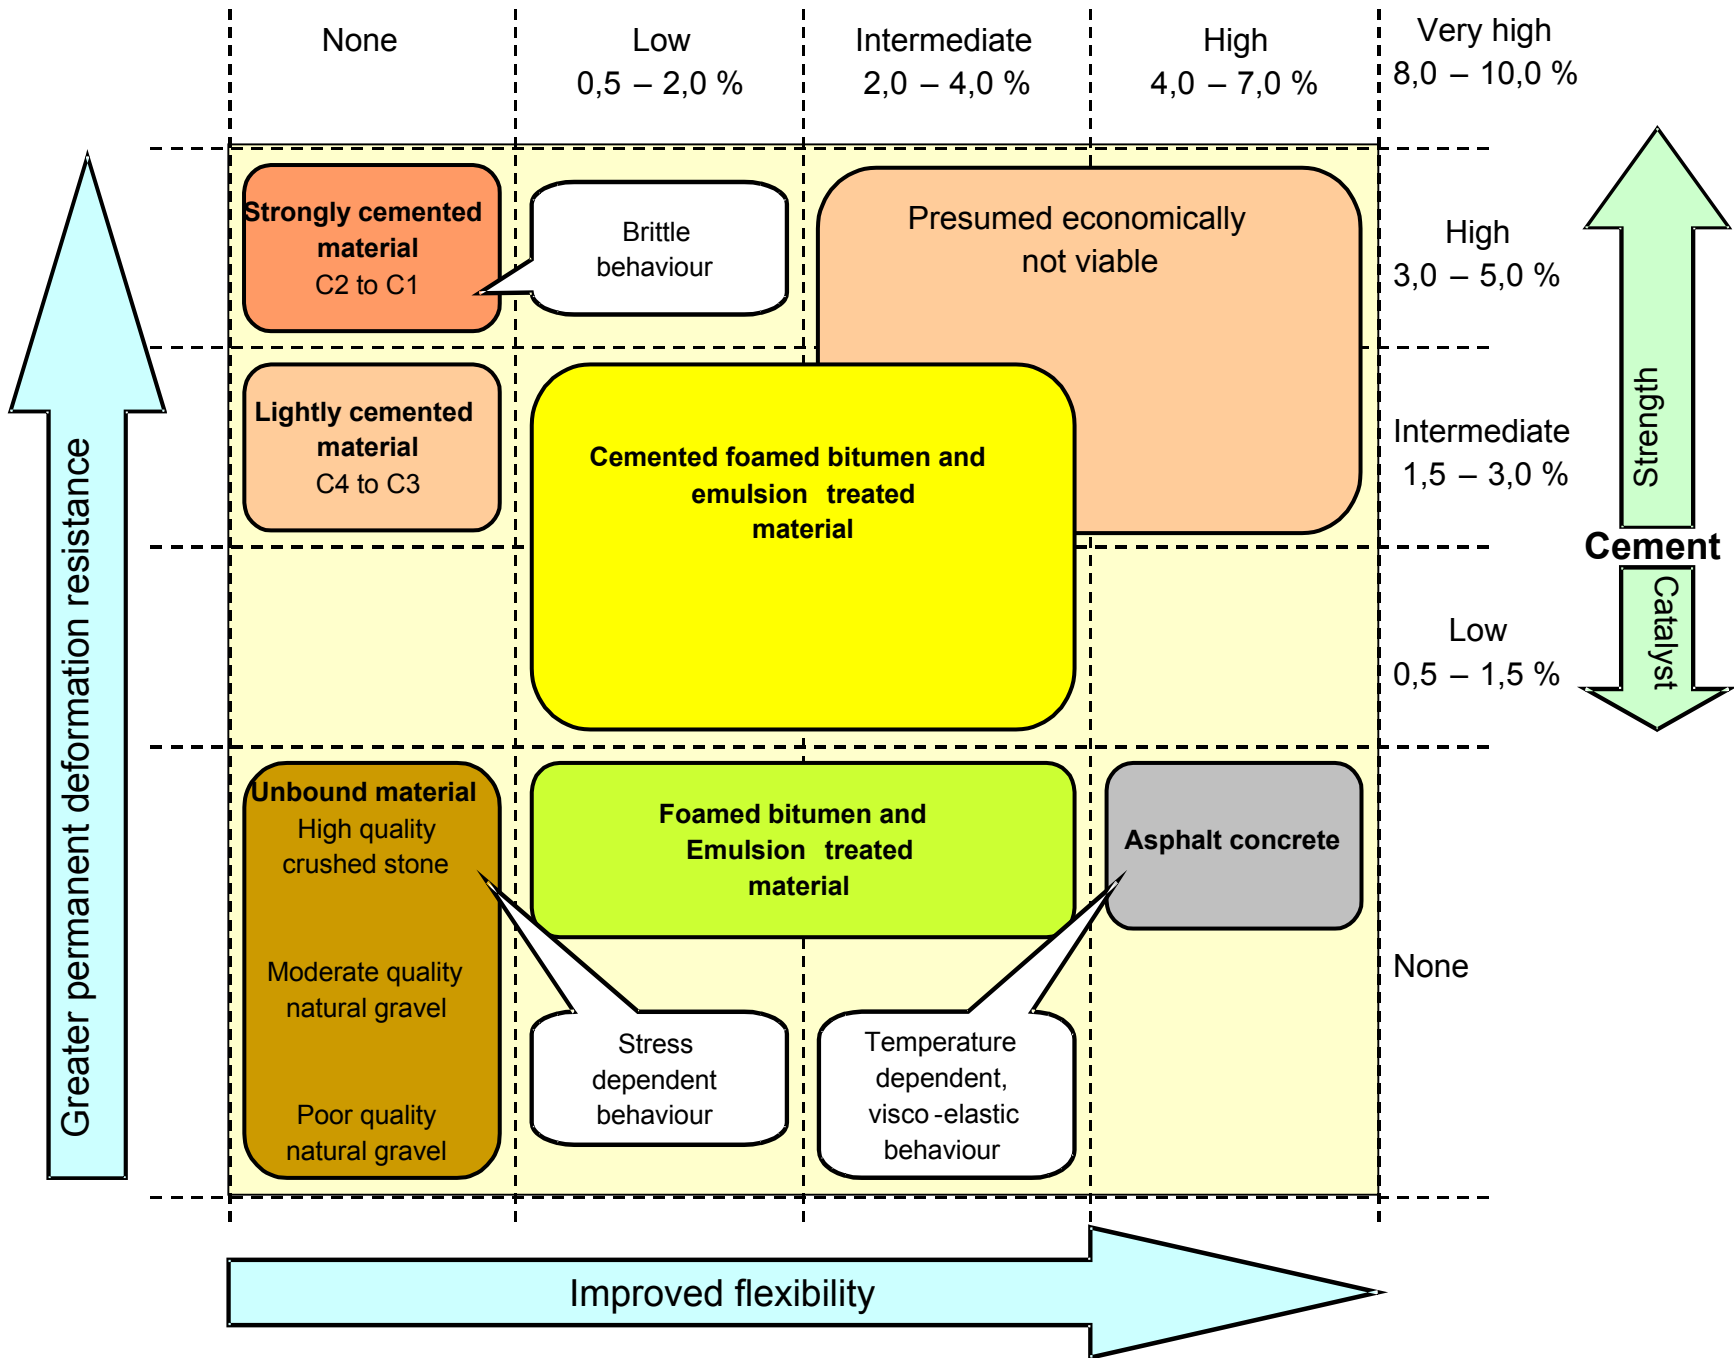 None
Low
0,5 – 2,0 %
Intermediate
2,0 – 4,0 %
High
4,0 – 7,0 %
Very high
8,0 – 10,0 %
Strongly cemented
material
C2 to C1
Brittle
behaviour
Presumed economically
not viable
High
3,0 – 5,0 %
Lightly cemented
material
C4 to C3
Cemented foamed bitumen and
emulsion treated
material
Intermediate
1,5 – 3,0 %
Strength
Cement
Catalyst
Low
0,5 – 1,5 %
Greater permanent deformation resistance
Unbound material
High quality
crushed stone
Moderate quality
natural gravel
Poor quality
natural gravel
Foamed bitumen and
Emulsion treated
material
Asphalt concrete
None
Stress
dependent
behaviour
Temperature
dependent,
visco-elastic
behaviour
Improved flexibility